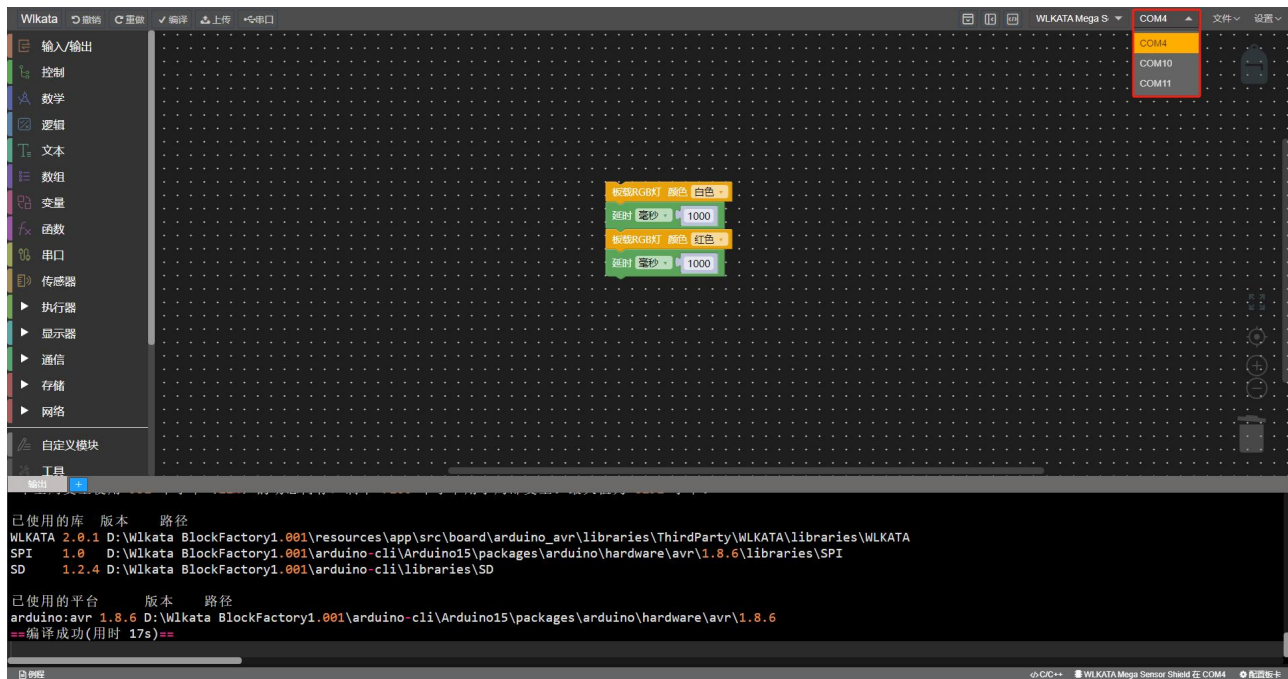 Wlkata 撤销 重做 编译 上传 串口 WLKATA Mega S COM4 文件 设置
COM4
COM10
COM11
输入/输出
控制
数学
逻辑
文本
数组
变量
函数
串口
传感器
执行器
显示器
通信
存储
网络
自定义模块
工具
板载RGB灯 颜色 白色
延时 毫秒 1000
板载RGB灯 颜色 红色
延时 毫秒 1000
输出 +
已使用的库 版本 路径
WLKATA 2.0.1 D:\Wlkata BlockFactory1.001\resources\app\src\board\arduino_avr\libraries\ThirdParty\WLKATA\libraries\WLKATA
SPI 1.0 D:\Wlkata BlockFactory1.001\arduino-cli\Arduino15\packages\arduino\hardware\avr\1.8.6\libraries\SPI
SD 1.2.4 D:\Wlkata BlockFactory1.001\arduino-cli\libraries\SD
已使用的平台 版本 路径
arduino:avr 1.8.6 D:\Wlkata BlockFactory1.001\arduino-cli\Arduino15\packages\arduino\hardware\avr\1.8.6
==编译成功(用时 17s)==
例程 C/C++ WLKATA Mega Sensor Shield 在 COM4 配置板卡